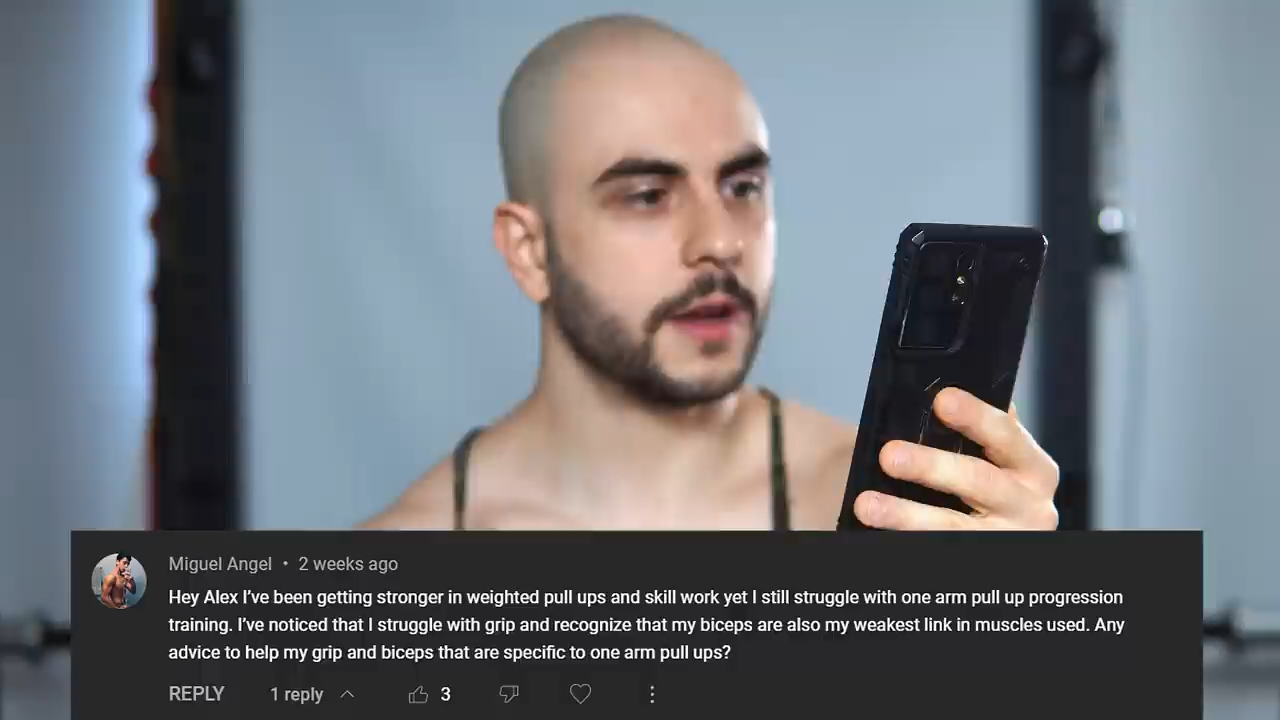 Miguel Angel • 2 weeks ago
Hey Alex I've been getting stronger in weighted pull ups and skill work yet I still struggle with one arm pull up progression
training. I've noticed that I struggle with grip and recognize that my biceps are also my weakest link in muscles used. Any
advice to help my grip and biceps that are specific to one arm pull ups?
REPLY 1 reply 3